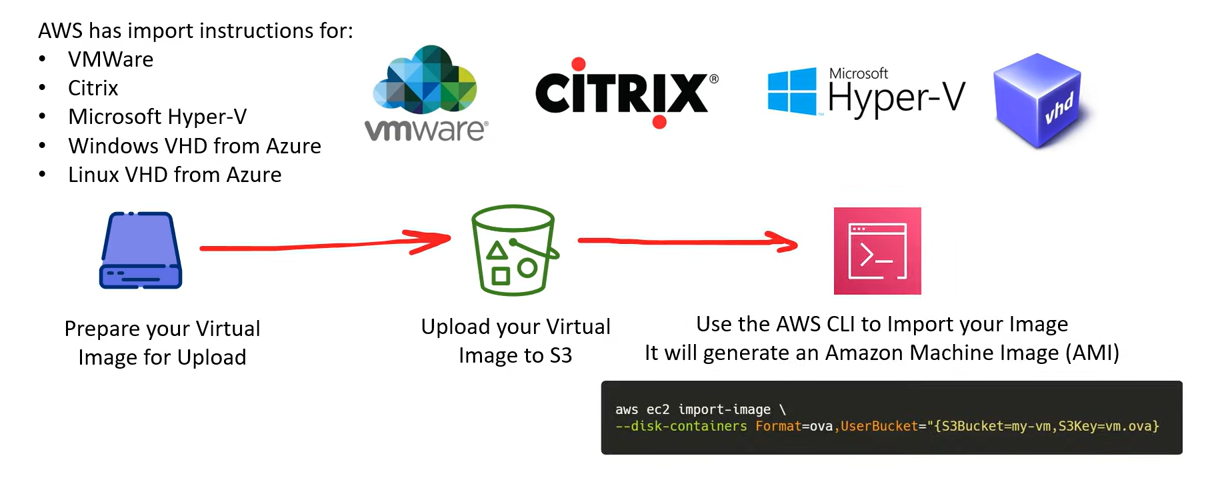 AWS has import instructions for:
• VMWare
• Citrix
• Microsoft Hyper-V
• Windows VHD from Azure
• Linux VHD from Azure
vmware®
CİTRIX®
Microsoft
Hyper-V
vhd
Prepare your Virtual
Image for Upload
Upload your Virtual
Image to S3
Use the AWS CLI to Import your Image
It will generate an Amazon Machine Image (AMI)
aws ec2 import-image \
--disk-containers Format=ova,UserBucket="{S3Bucket=my-vm,S3Key=vm.ova}